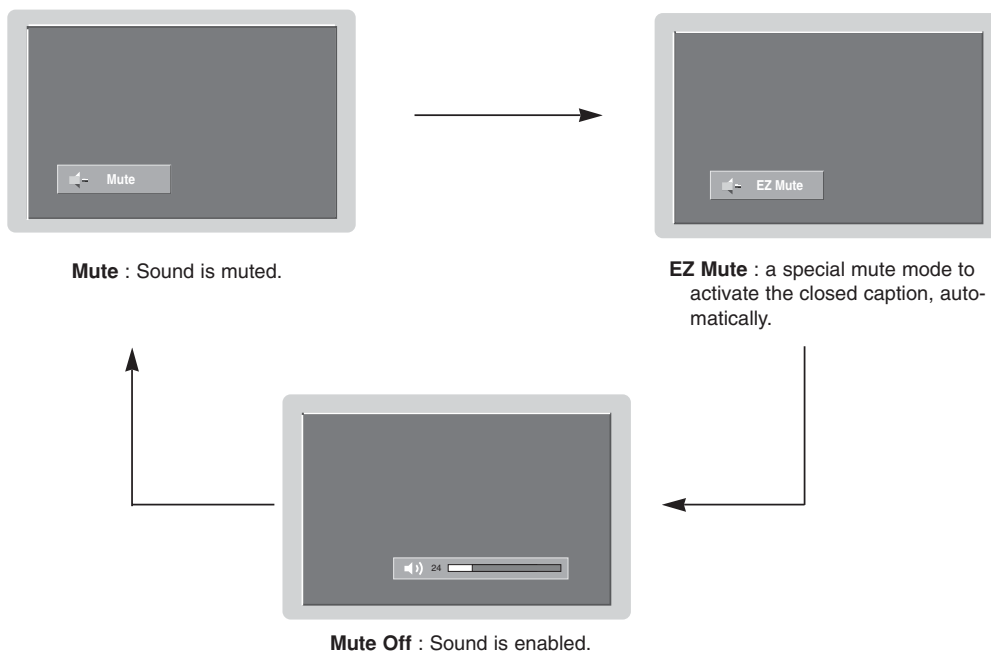 Mute
EZ Mute
Mute : Sound is muted.
EZ Mute : a special mute mode to
activate the closed caption, auto-
matically.
24
Mute Off : Sound is enabled.